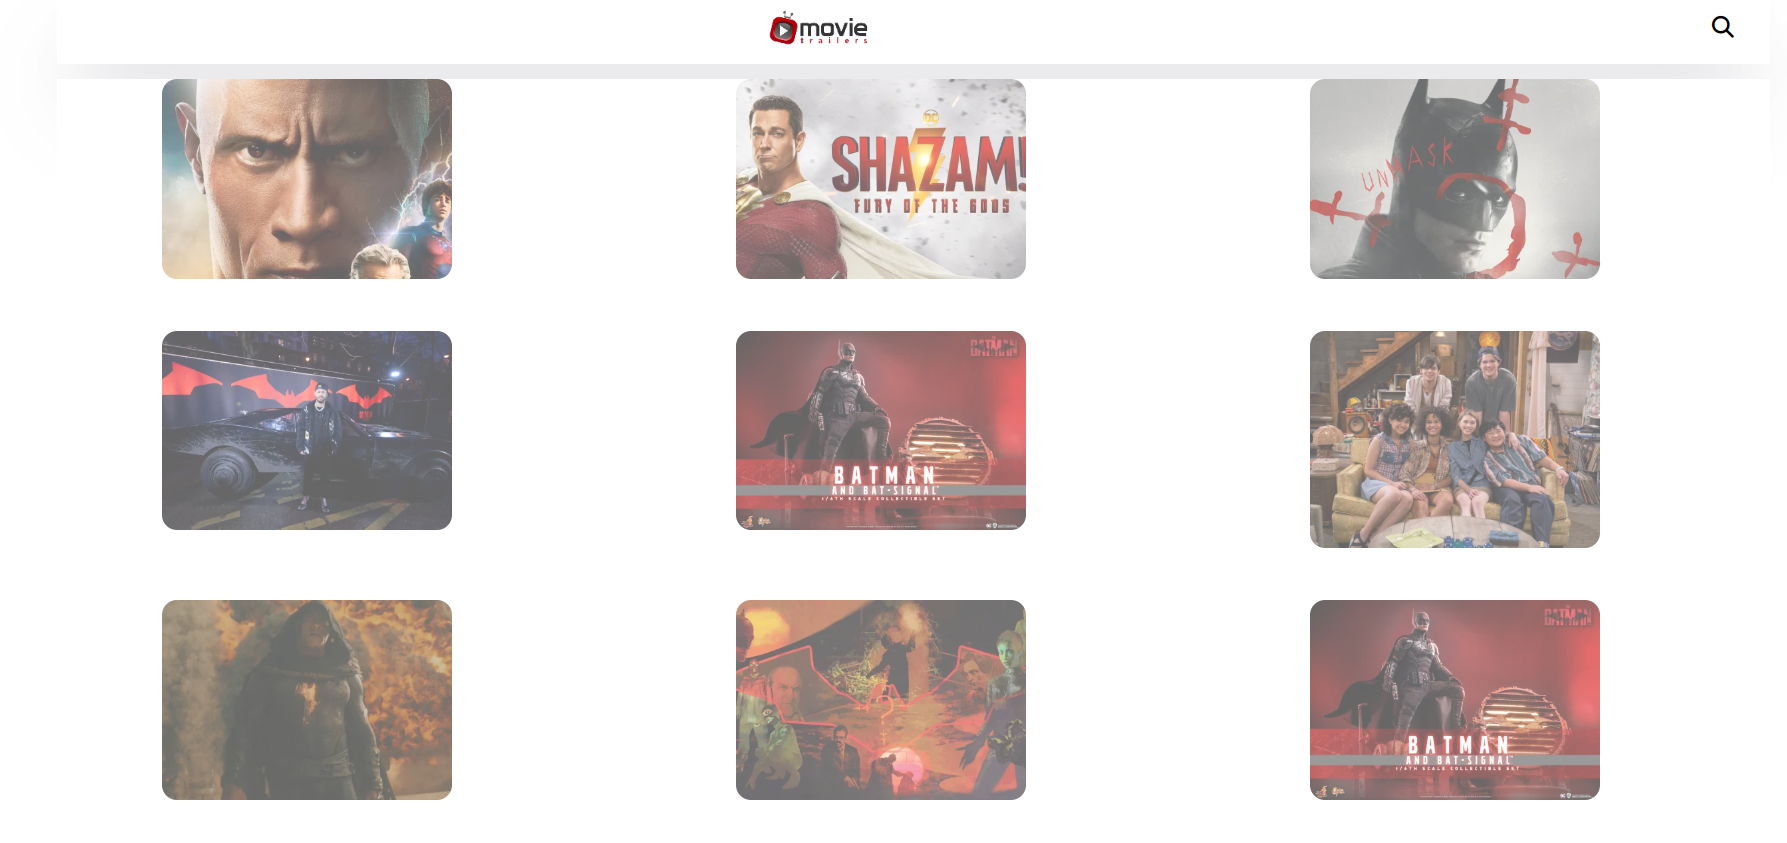 movie
trailers
SHAZAM!
FURY OF THE GODS
UNMASK
BATMAN
BATMAN
AND BAT-SIGNAL
1/6TH SCALE COLLECTIBLE SET
BATMAN
BATMAN
AND BAT-SIGNAL
1/6TH SCALE COLLECTIBLE SET